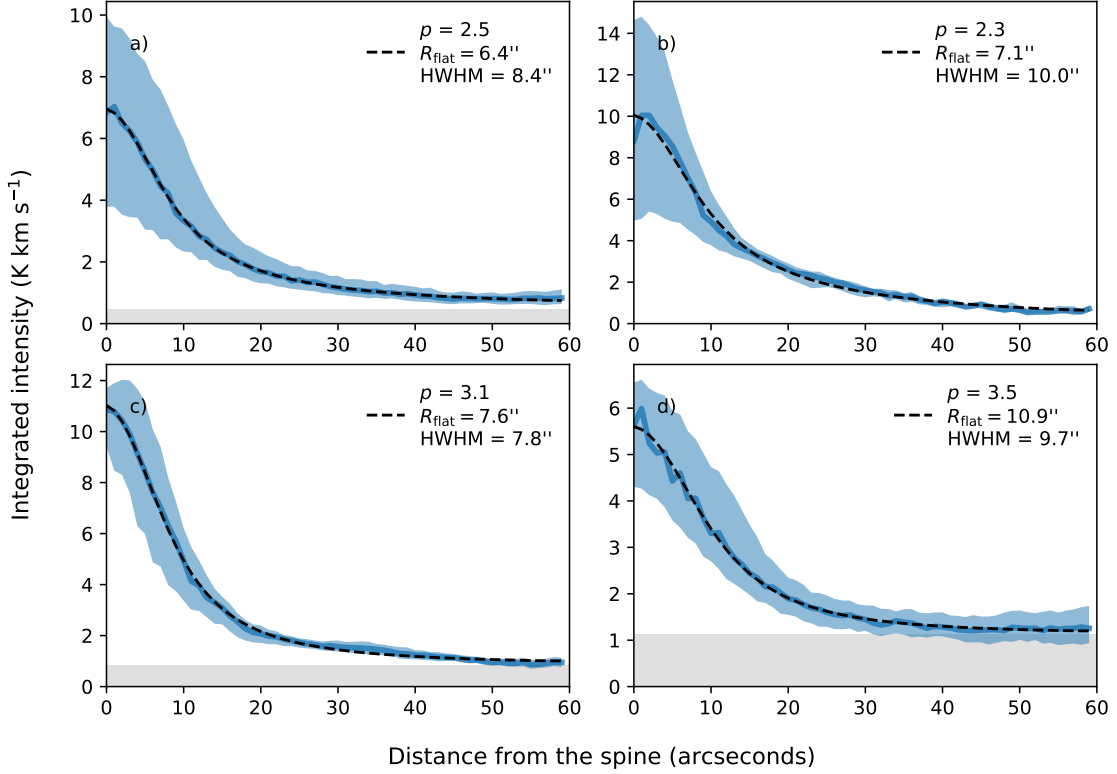 a)
p = 2.5
R_flat = 6.4''
HWHM = 8.4''
10
8
6
4
2
0
0 10 20 30 40 50 60
b)
p = 2.3
R_flat = 7.1''
HWHM = 10.0''
14
12
10
8
6
4
2
0
0 10 20 30 40 50 60
c)
p = 3.1
R_flat = 7.6''
HWHM = 7.8''
12
10
8
6
4
2
0
0 10 20 30 40 50 60
d)
p = 3.5
R_flat = 10.9''
HWHM = 9.7''
6
5
4
3
2
1
0
0 10 20 30 40 50 60
Integrated intensity (K km s⁻¹)
Distance from the spine (arcseconds)